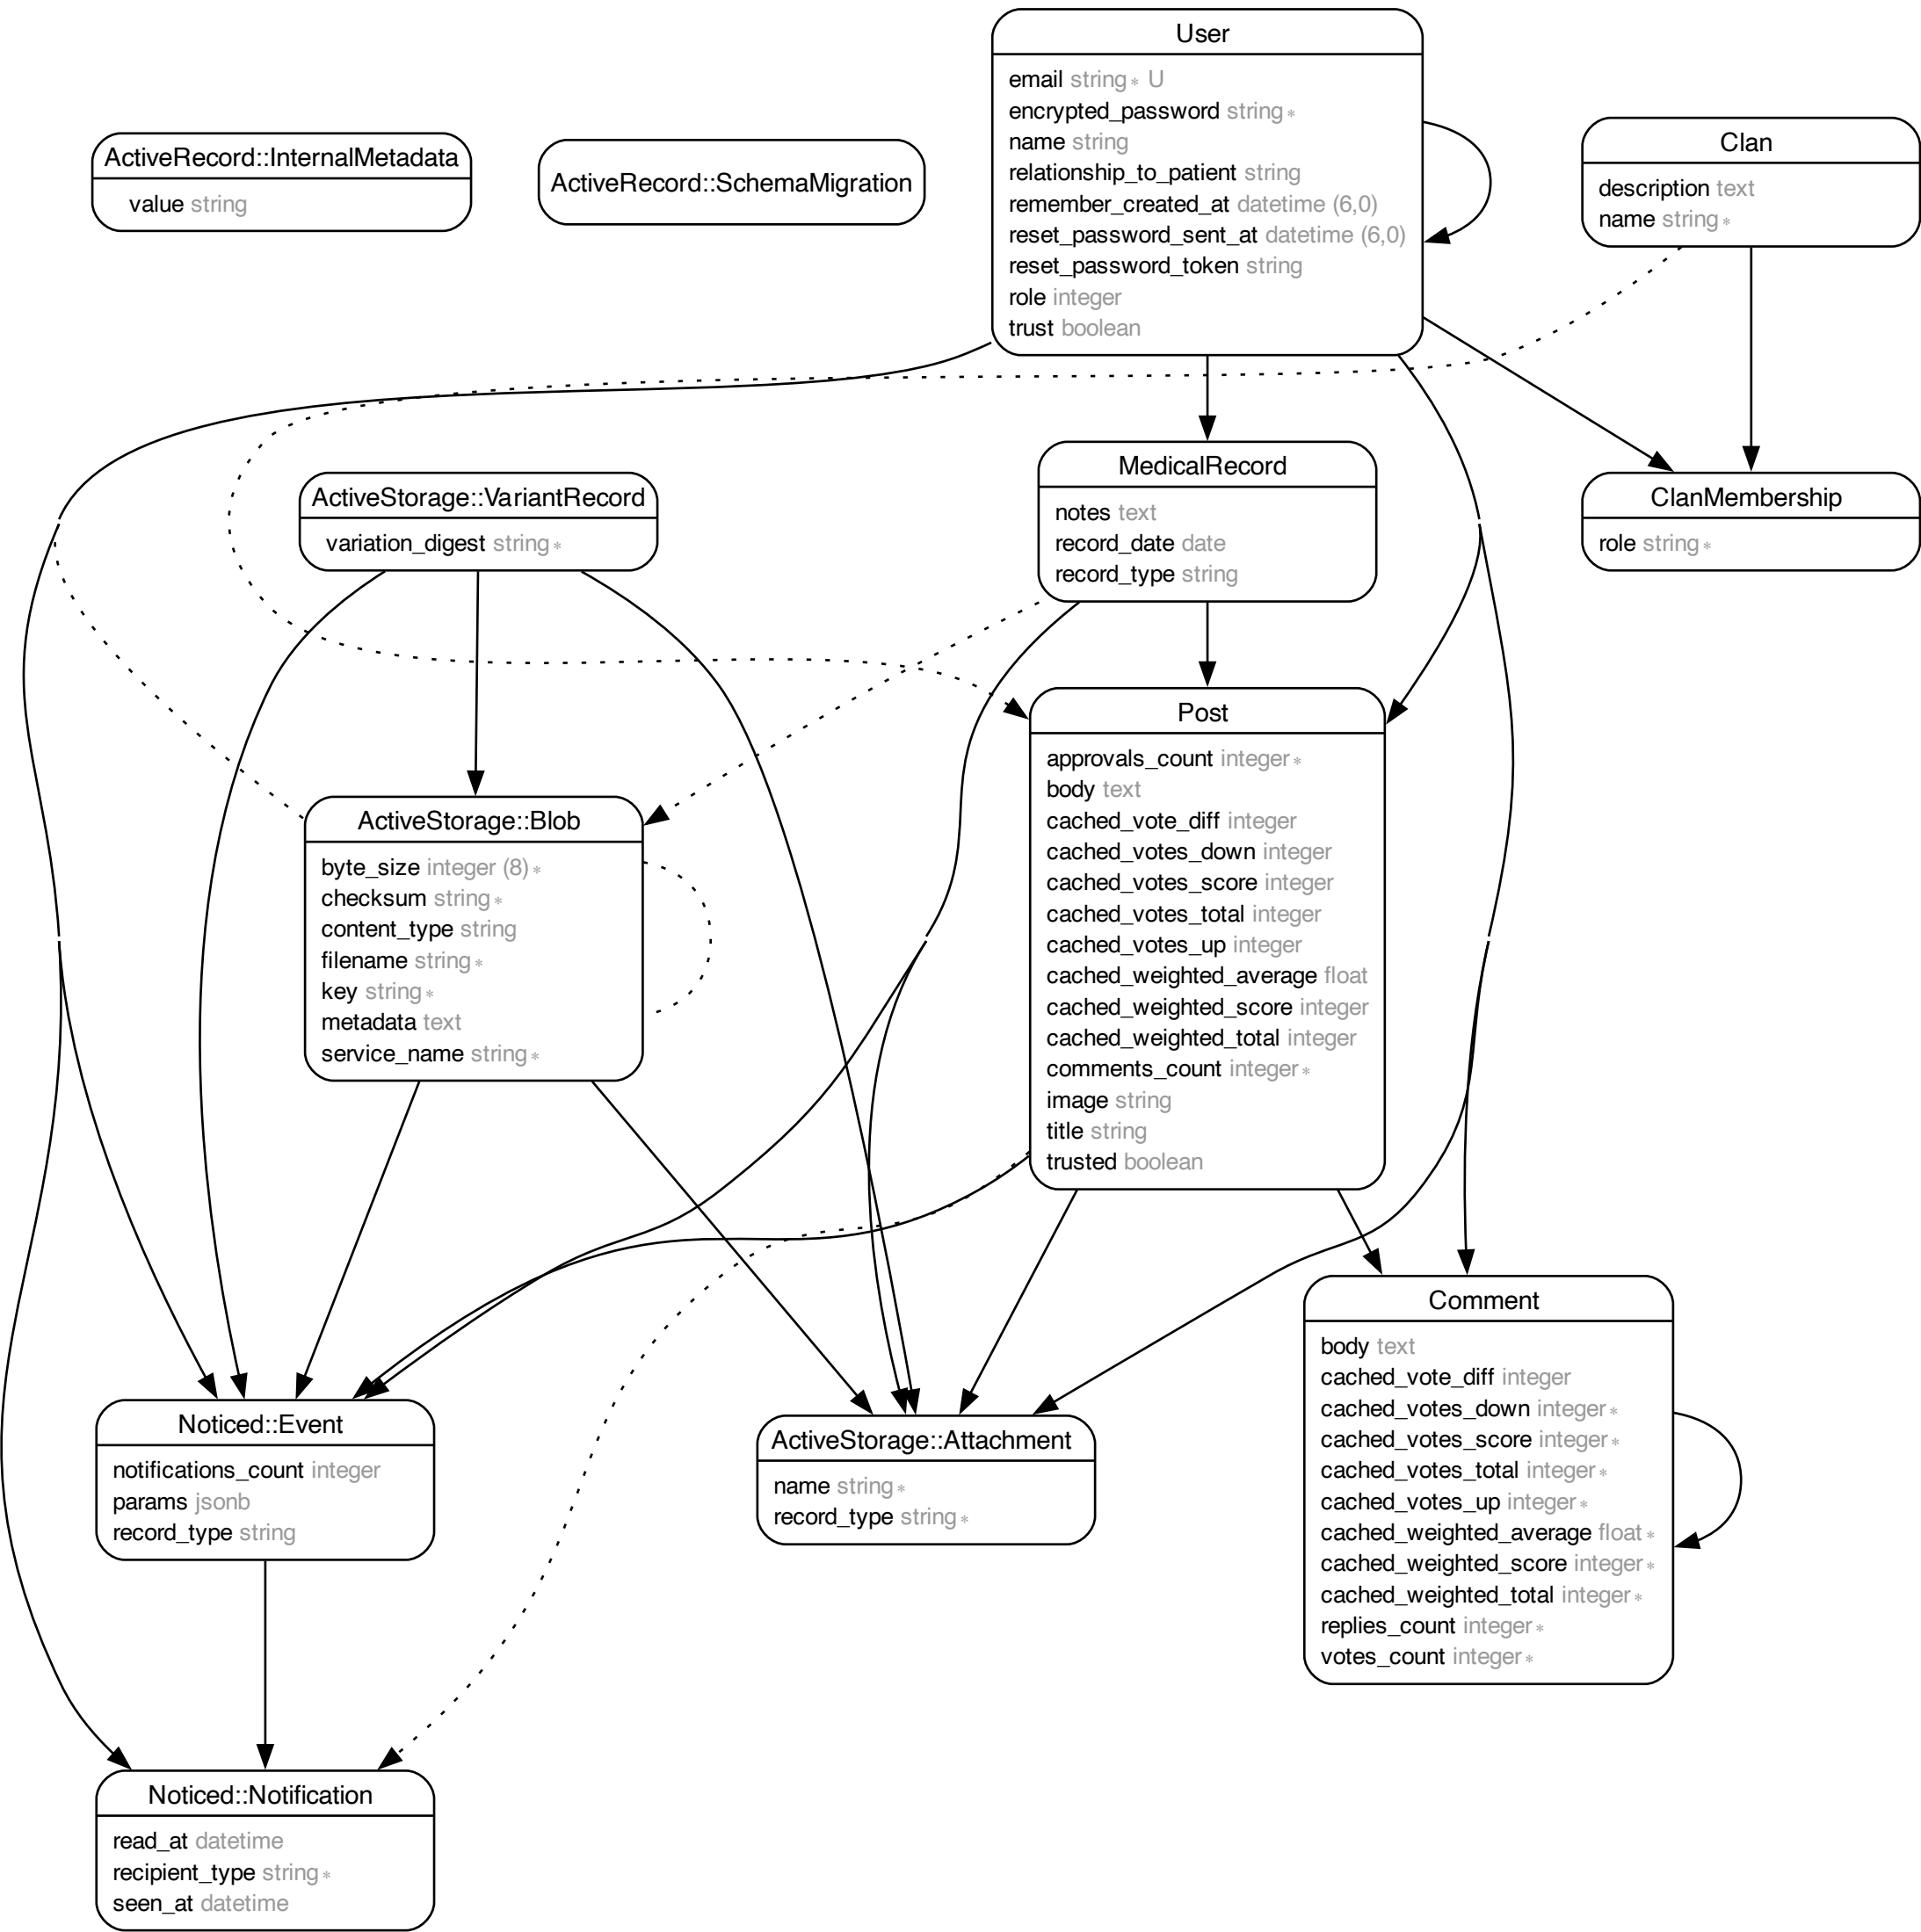 User
email string* U
encrypted_password string*
name string
relationship_to_patient string
remember_created_at datetime (6,0)
reset_password_sent_at datetime (6,0)
reset_password_token string
role integer
trust boolean
ActiveRecord::InternalMetadata
value string
ActiveRecord::SchemaMigration
Clan
description text
name string*
ActiveStorage::VariantRecord
variation_digest string*
MedicalRecord
notes text
record_date date
record_type string
ClanMembership
role string*
Post
approvals_count integer*
body text
cached_vote_diff integer
cached_votes_down integer
cached_votes_score integer
cached_votes_total integer
cached_votes_up integer
cached_weighted_average float
cached_weighted_score integer
cached_weighted_total integer
comments_count integer*
image string
title string
trusted boolean
ActiveStorage::Blob
byte_size integer (8)*
checksum string*
content_type string
filename string*
key string*
metadata text
service_name string*
Comment
body text
cached_vote_diff integer
cached_votes_down integer*
cached_votes_score integer*
cached_votes_total integer*
cached_votes_up integer*
cached_weighted_average float*
cached_weighted_score integer*
cached_weighted_total integer*
replies_count integer*
votes_count integer*
Noticed::Event
notifications_count integer
params jsonb
record_type string
ActiveStorage::Attachment
name string*
record_type string*
Noticed::Notification
read_at datetime
recipient_type string*
seen_at datetime